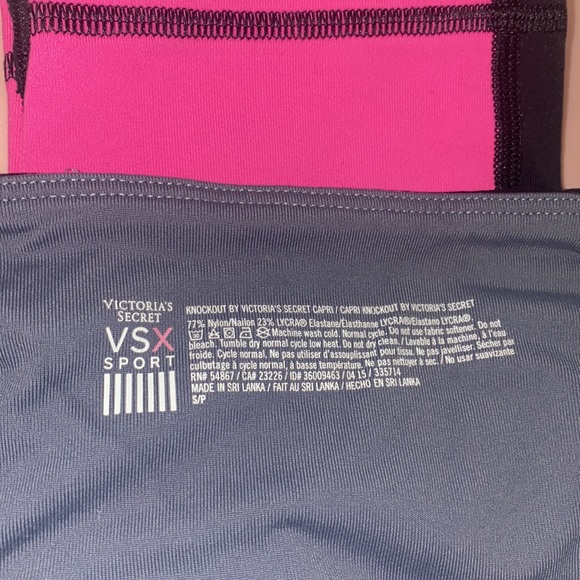 VICTORIA'S
SECRET
VSX
SPORT
KNOCKOUT BY VICTORIA'S SECRET CAPRI / CAPRI KNOCKOUT BY VICTORIA'S SECRET
77% Nylon/Nailon 23% LYCRA® Elastane/Elasthanne LYCRA®/Elastano LYCRA®.
Machine wash cold. Normal cycle. Do not use fabric softener. Do not
bleach. Tumble dry normal cycle low heat. Do not dry clean./ Lavable à la machine, à l'eau
froide. Cycle normal. Ne pas utiliser d'assouplissant pour tissu. Ne pas javelliser. Sécher par
culbutage à cycle normal, à température basse. Ne pas nettoyer à sec. / No usar suavizante
RN# 54867 / CA# 23226 / ID# 36009463 / 04 15 / 335714
MADE IN SRI LANKA / FAIT AU SRI LANKA / HECHO EN SRI LANKA
S/P